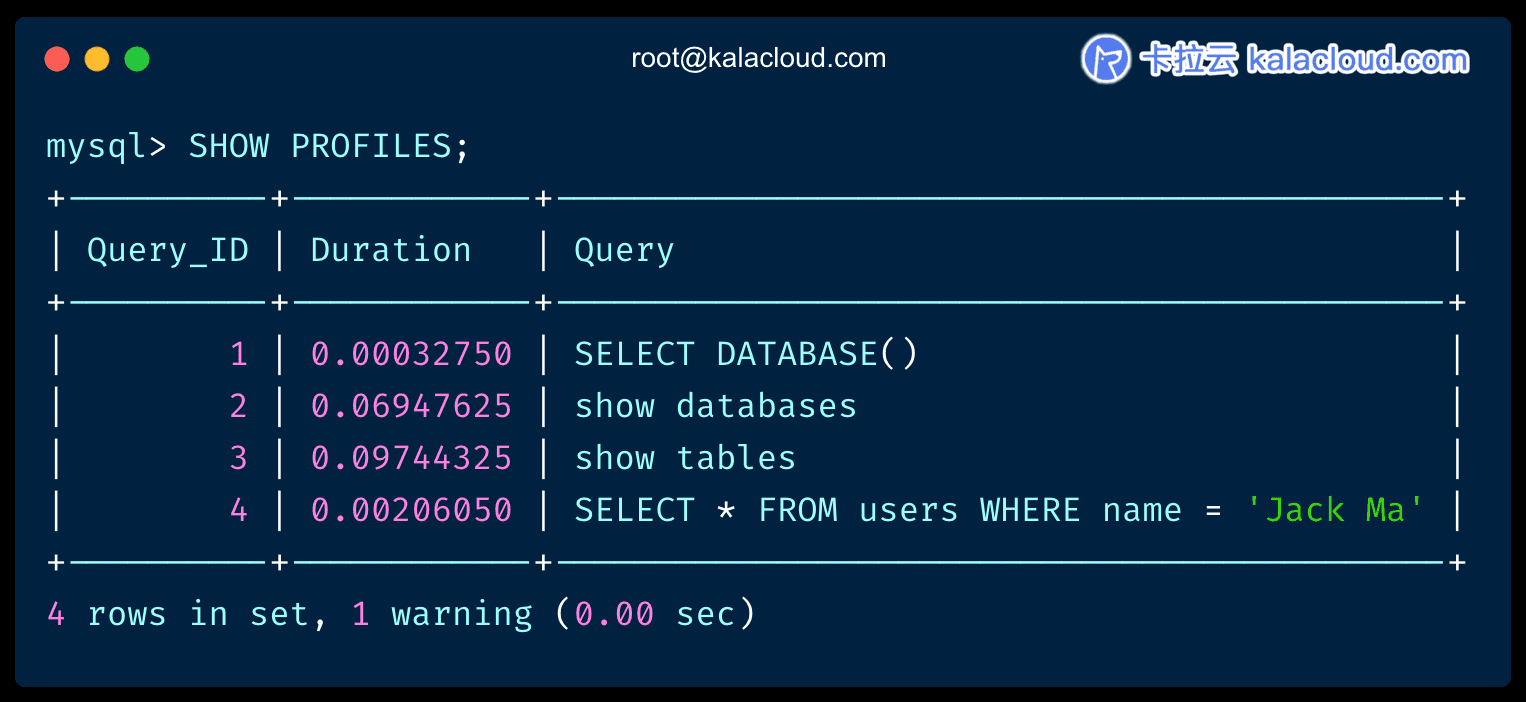 root@kalacloud.com
卡拉云 kalacloud.com
mysql> SHOW PROFILES;
+----------+------------+--------------------------------------------+
| Query_ID | Duration   | Query                                      |
+----------+------------+--------------------------------------------+
|        1 | 0.00032750 | SELECT DATABASE()                          |
|        2 | 0.06947625 | show databases                             |
|        3 | 0.09744325 | show tables                                |
|        4 | 0.00206050 | SELECT * FROM users WHERE name = 'Jack Ma' |
+----------+------------+--------------------------------------------+
4 rows in set, 1 warning (0.00 sec)